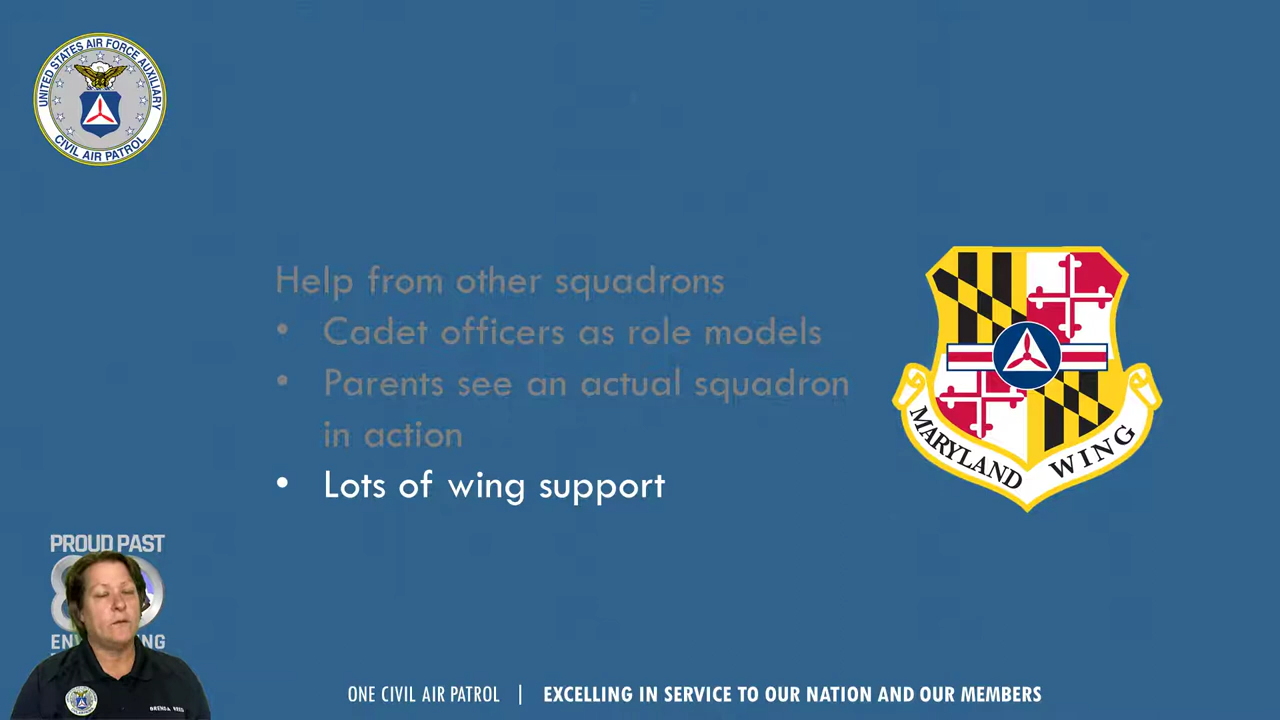 UNITED STATES AIR FORCE AUXILIARY
CIVIL AIR PATROL
Help from other squadrons
• Cadet officers as role models
• Parents see an actual squadron
in action
• Lots of wing support
MARYLAND WING
PROUD PAST
ONE CIVIL AIR PATROL | EXCELLING IN SERVICE TO OUR NATION AND OUR MEMBERS